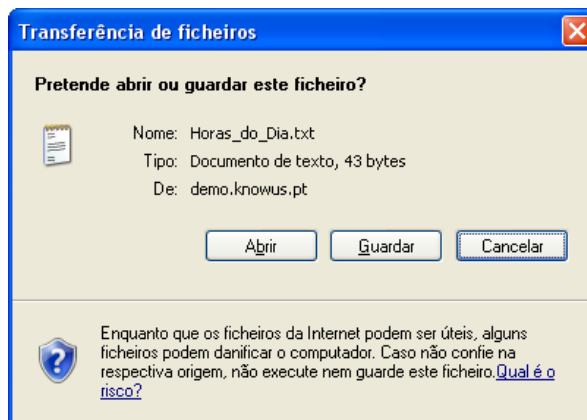 Transferência de ficheiros
Pretende abrir ou guardar este ficheiro?
Nome: Horas_do_Dia.txt
Tipo: Documento de texto, 43 bytes
De: demo.knowus.pt
Abrir Guardar Cancelar
Enquanto que os ficheiros da Internet podem ser úteis, alguns
ficheiros podem danificar o computador. Caso não confie na
respectiva origem, não execute nem guarde este ficheiro.Qual é o
risco?